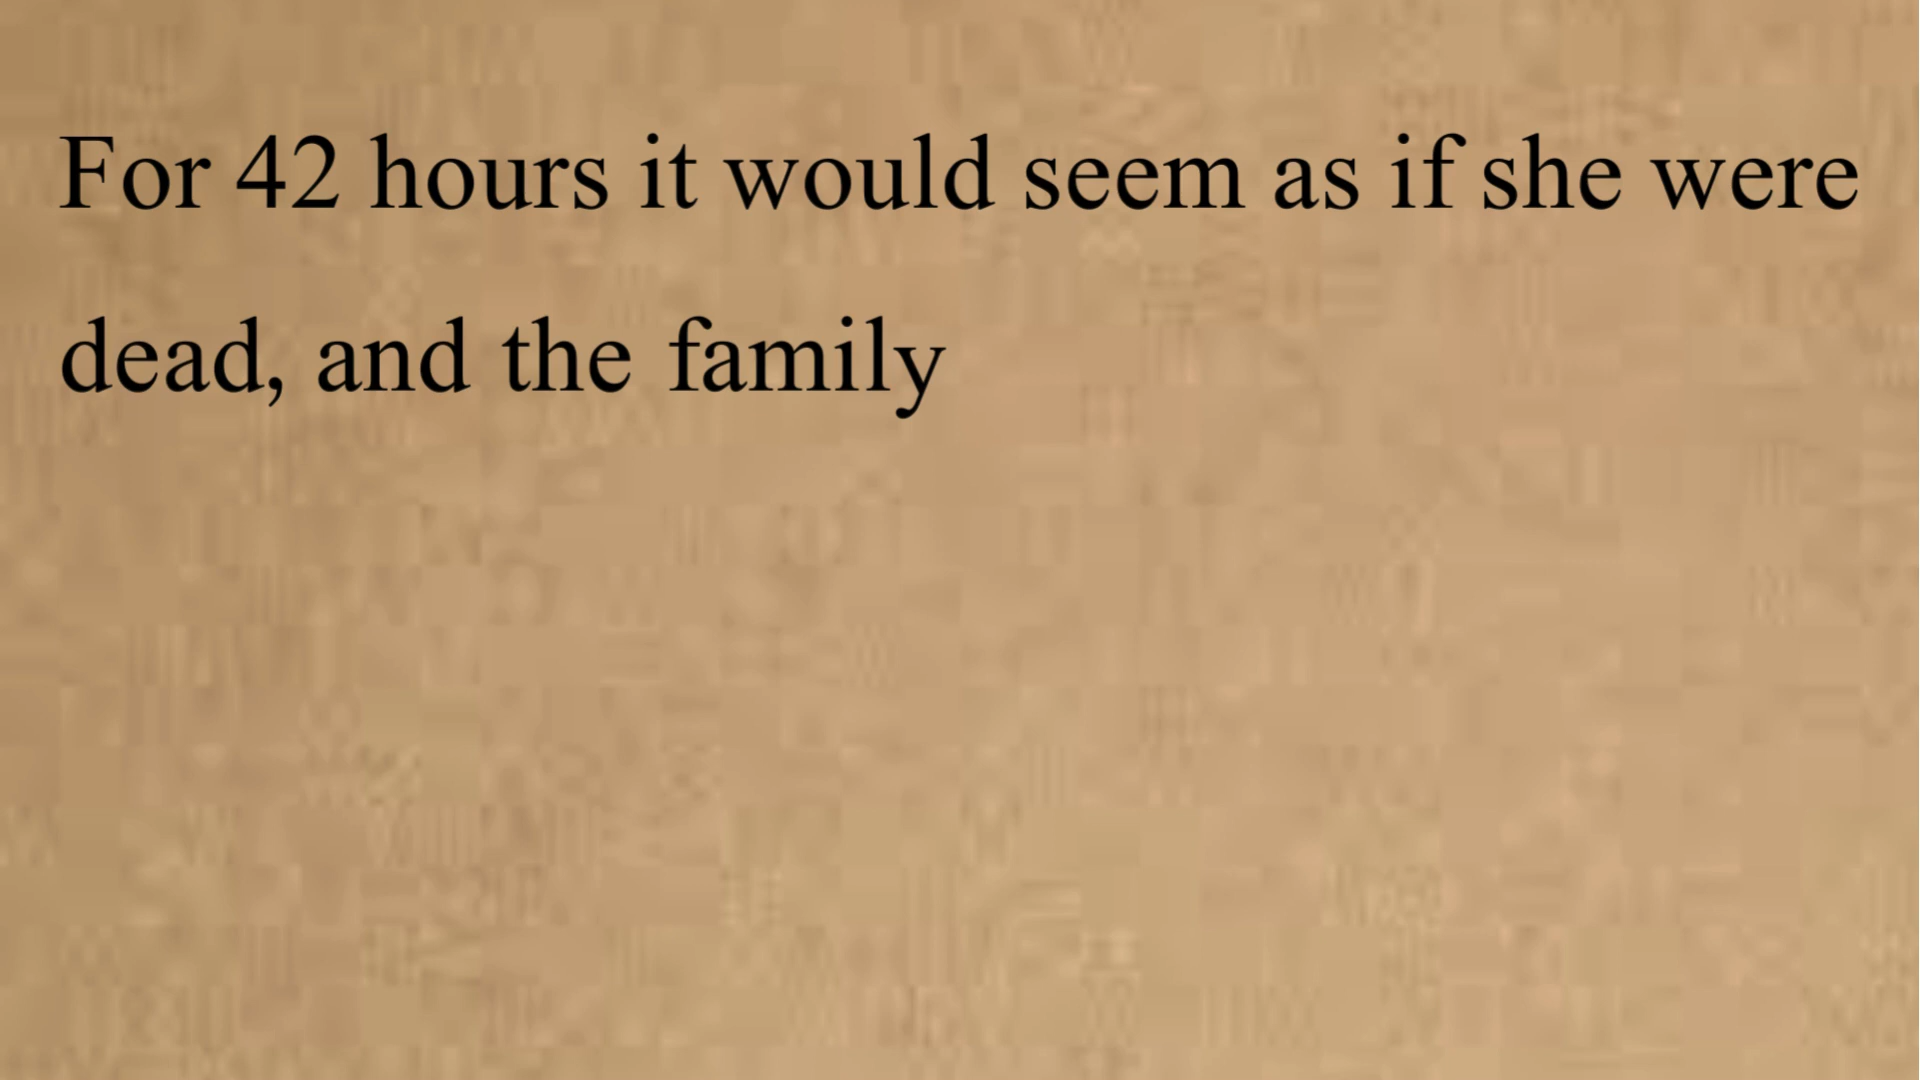 For 42 hours it would seem as if she were
dead, and the family